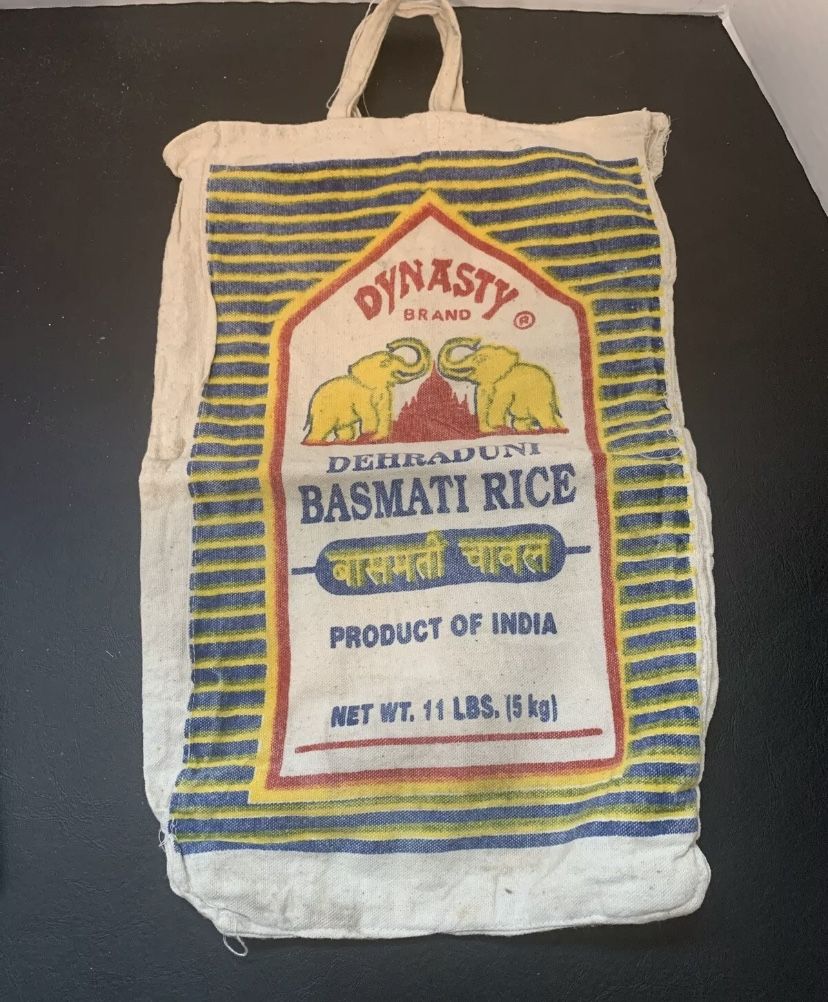 DYNASTY
BRAND ®
DEHRADUNI
BASMATI RICE
बासमती चावल
PRODUCT OF INDIA
NET WT. 11 LBS. (5 kg)